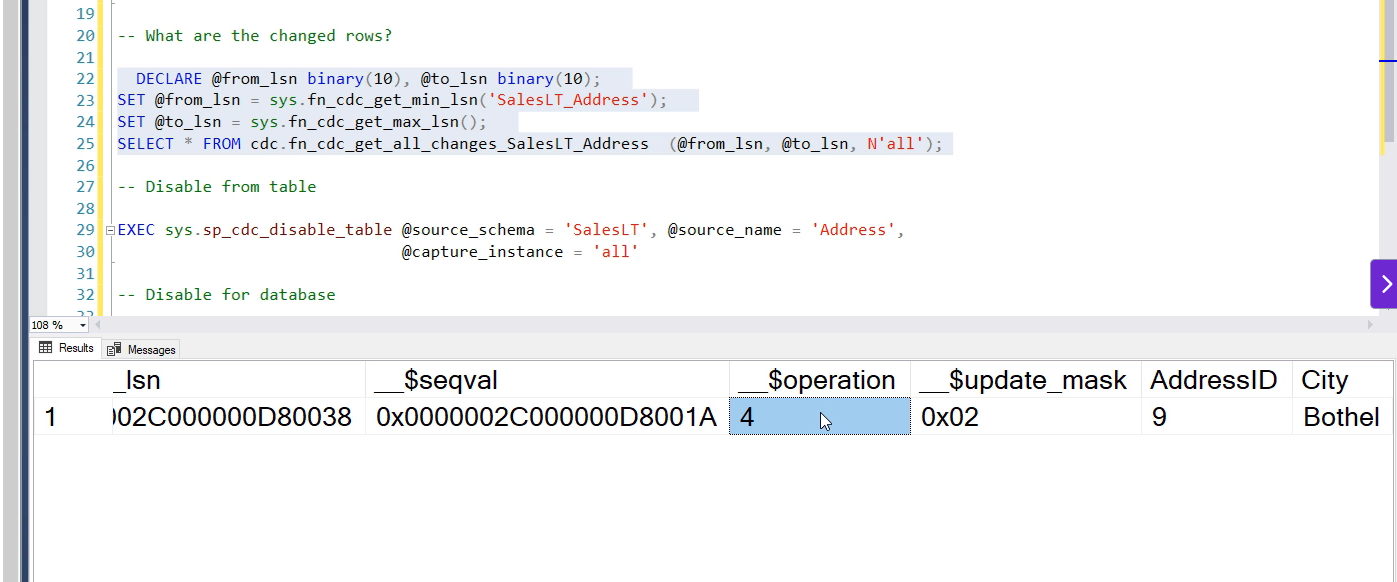 19
20 -- What are the changed rows?
21
22 DECLARE @from_lsn binary(10), @to_lsn binary(10);
23 SET @from_lsn = sys.fn_cdc_get_min_lsn('SalesLT_Address');
24 SET @to_lsn = sys.fn_cdc_get_max_lsn();
25 SELECT * FROM cdc.fn_cdc_get_all_changes_SalesLT_Address (@from_lsn, @to_lsn, N'all');
26
27 -- Disable from table
28
29 EXEC sys.sp_cdc_disable_table @source_schema = 'SalesLT', @source_name = 'Address',
30 @capture_instance = 'all'
31
32 -- Disable for database
108 %
Results Messages
_lsn __$seqval __$operation __$update_mask AddressID City
1 002C000000D80038 0x0000002C000000D8001A 4 0x02 9 Bothel